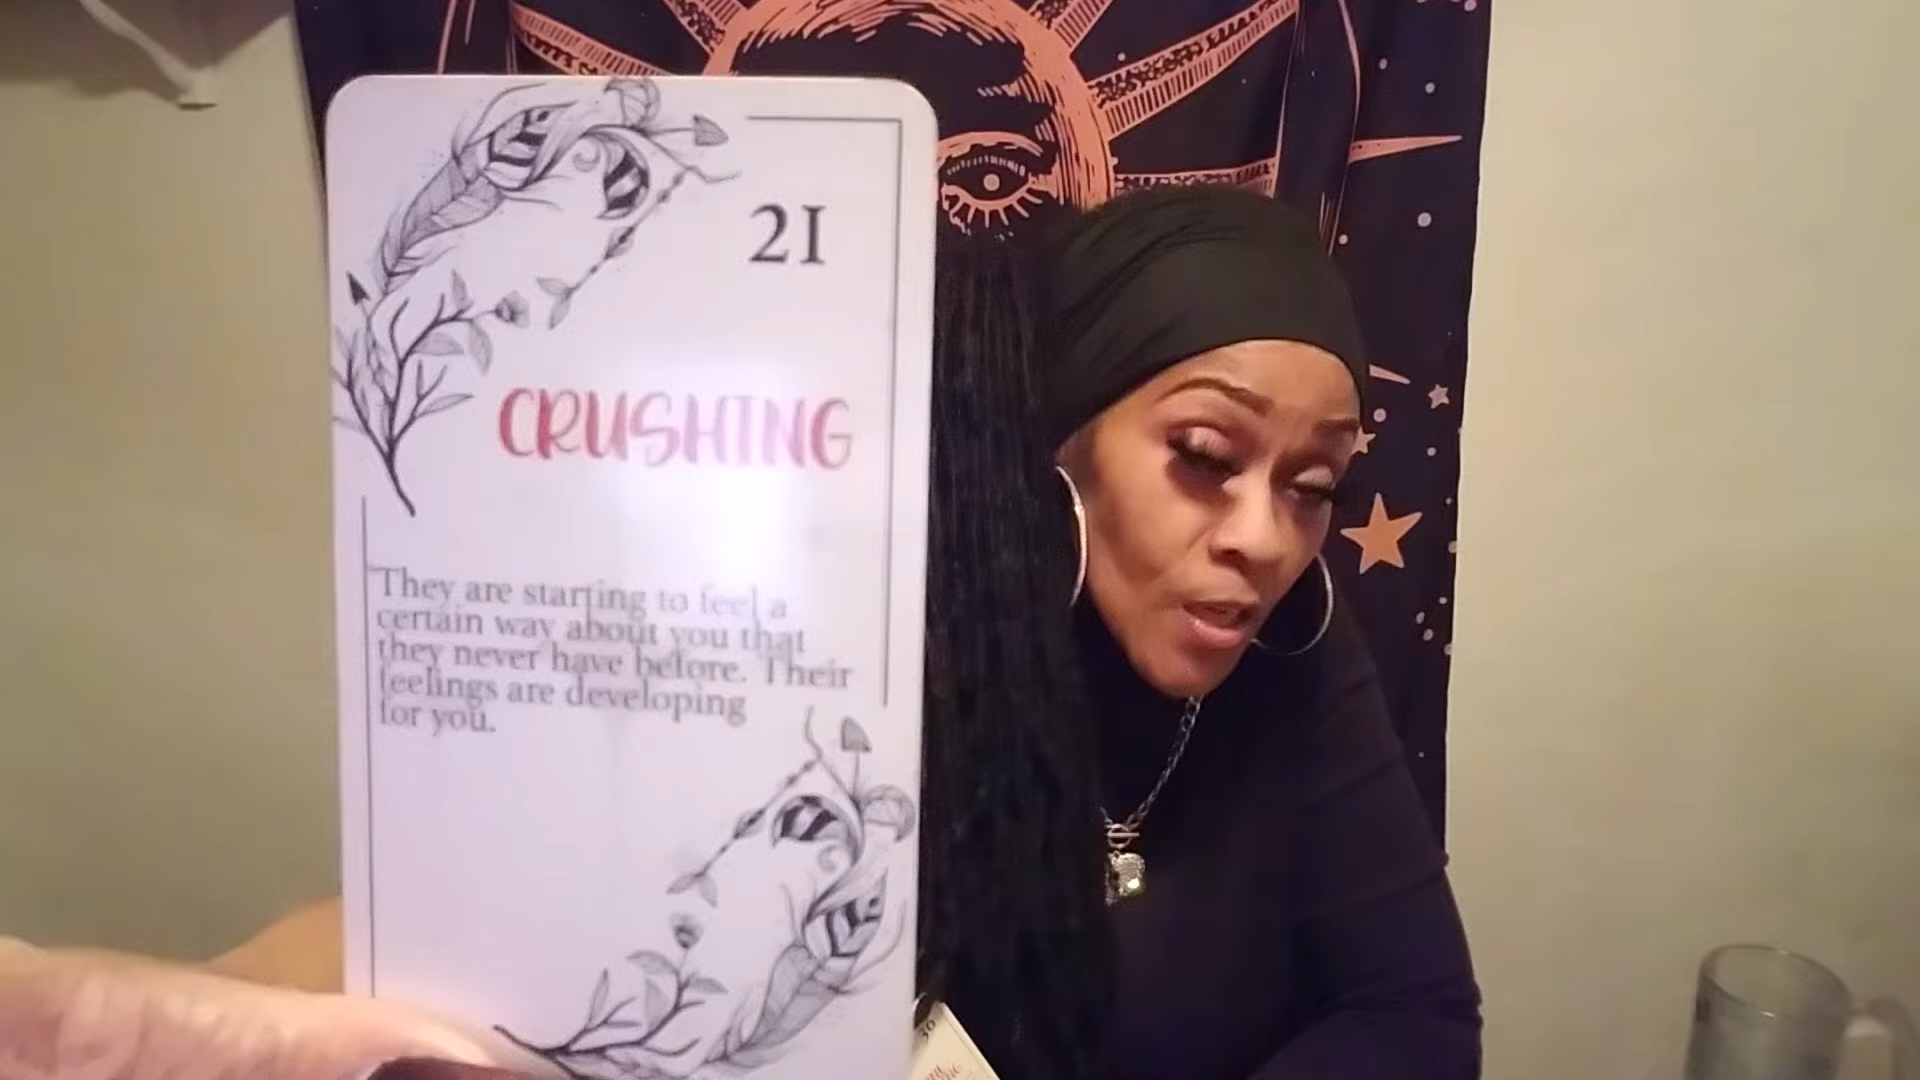 21
CRUSHING
They are starting to feel a
certain way about you that
they never have before. Their
feelings are developing
for you.
36